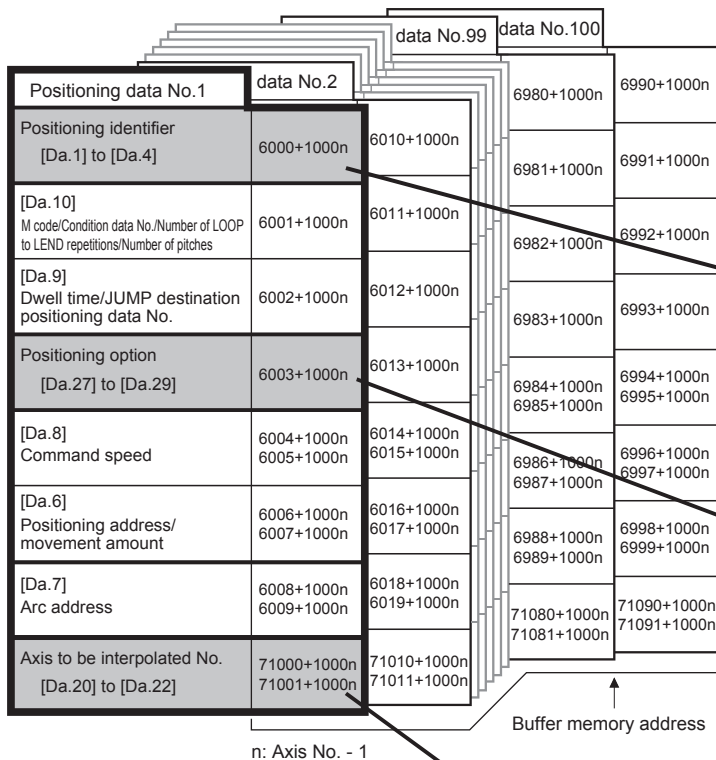 data No.100
data No.99
data No.2
Positioning data No.1
Positioning identifier
[Da.1] to [Da.4]
6000+1000n
6010+1000n
6980+1000n
6990+1000n
6981+1000n
6991+1000n
[Da.10]
M code/Condition data No./Number of LOOP
to LEND repetitions/Number of pitches
6001+1000n
6011+1000n
6982+1000n
6992+1000n
[Da.9]
Dwell time/JUMP destination
positioning data No.
6002+1000n
6012+1000n
6983+1000n
6993+1000n
Positioning option
[Da.27] to [Da.29]
6003+1000n
6013+1000n
6984+1000n
6985+1000n
6994+1000n
6995+1000n
[Da.8]
Command speed
6004+1000n
6005+1000n
6014+1000n
6015+1000n
6986+1000n
6987+1000n
6996+1000n
6997+1000n
[Da.6]
Positioning address/
movement amount
6006+1000n
6007+1000n
6016+1000n
6017+1000n
6988+1000n
6989+1000n
6998+1000n
6999+1000n
[Da.7]
Arc address
6008+1000n
6009+1000n
6018+1000n
6019+1000n
71080+1000n
71081+1000n
71090+1000n
71091+1000n
Axis to be interpolated No.
[Da.20] to [Da.22]
71000+1000n
71001+1000n
71010+1000n
71011+1000n
Buffer memory address
n: Axis No. - 1